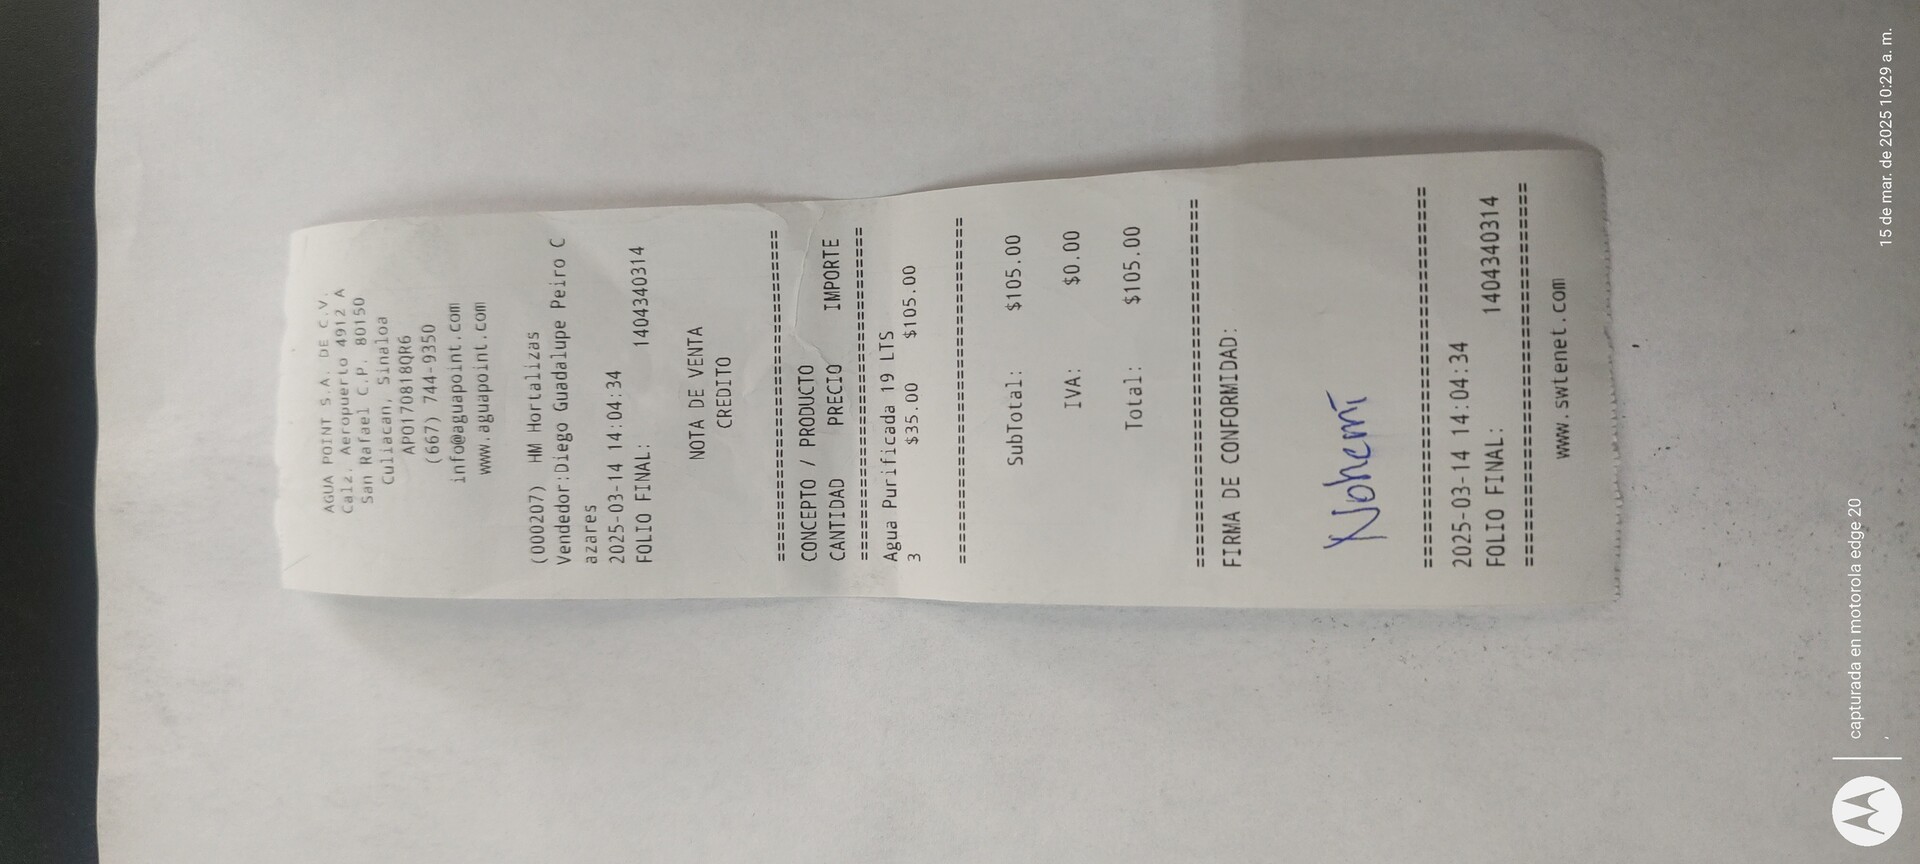 AGUA POINT S.A. DE C.V.
Calz. Aeropuerto 4912 A
San Rafael C.P. 80150
Culiacan, Sinaloa
APO170818QR6
(667) 744-9350
info@aguapoint.com
www.aguapoint.com
(000207) HM Hortalizas
Vendedor:Diego Guadalupe Peiro C
azares
2025-03-14 14:04:34
FOLIO FINAL: 1404340314
NOTA DE VENTA
CREDITO
================================
CONCEPTO / PRODUCTO
CANTIDAD PRECIO IMPORTE
================================
Agua Purificada 19 LTS
3 $35.00 $105.00
================================
SubTotal: $105.00
IVA: $0.00
Total: $105.00
================================
FIRMA DE CONFORMIDAD:
Nohemi
================================
2025-03-14 14:04:34
FOLIO FINAL: 1404340314
================================
www.swtenet.com
capturada en motorola edge 20
15 de mar. de 2025 10:29 a. m.